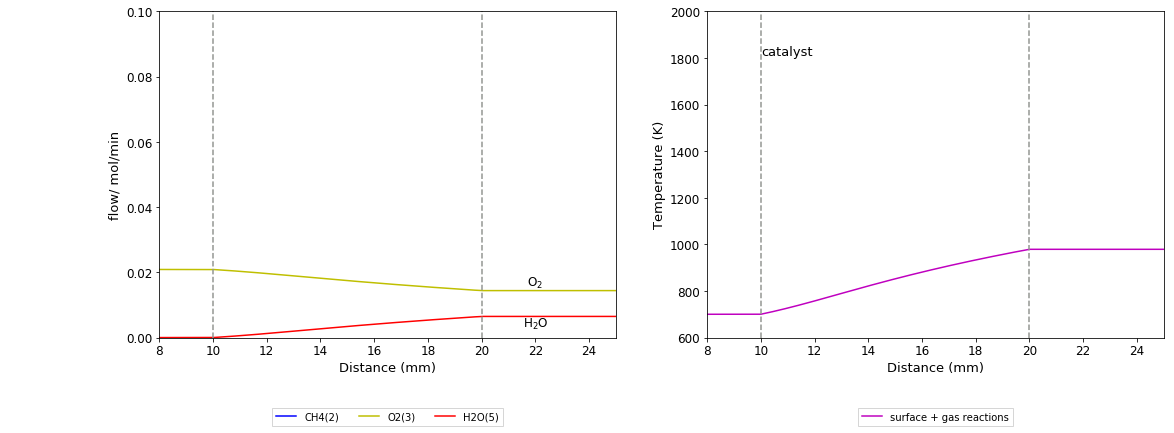 0.10
0.08
0.06
0.04
0.02
0.00
flow/ mol/min
O₂
H₂O
8 10 12 14 16 18 20 22 24
Distance (mm)
CH4(2) O2(3) H2O(5)
2000
1800
1600
1400
1200
1000
800
600
Temperature (K)
catalyst
8 10 12 14 16 18 20 22 24
Distance (mm)
surface + gas reactions